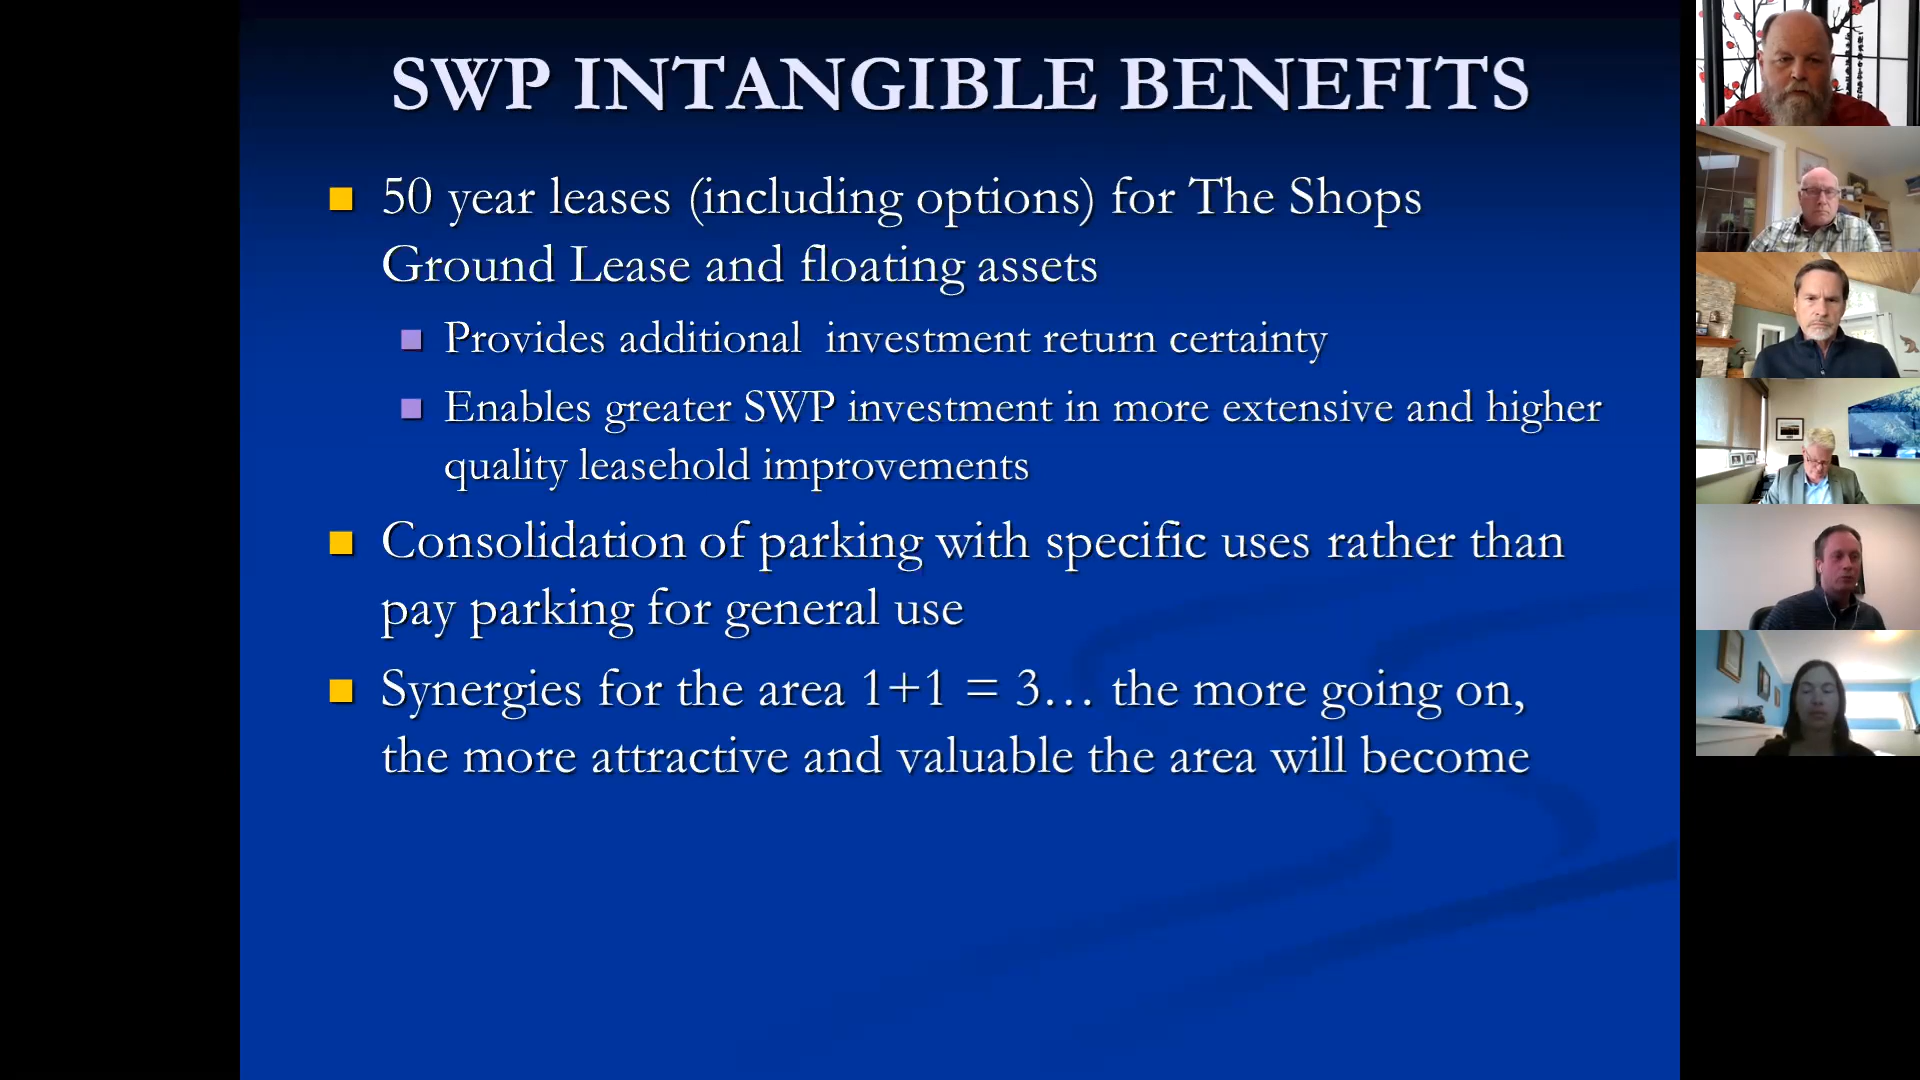 SWP INTANGIBLE BENEFITS
50 year leases (including options) for The Shops
Ground Lease and floating assets
Provides additional investment return certainty
Enables greater SWP investment in more extensive and higher
quality leasehold improvements
Consolidation of parking with specific uses rather than
pay parking for general use
Synergies for the area 1+1 = 3… the more going on,
the more attractive and valuable the area will become